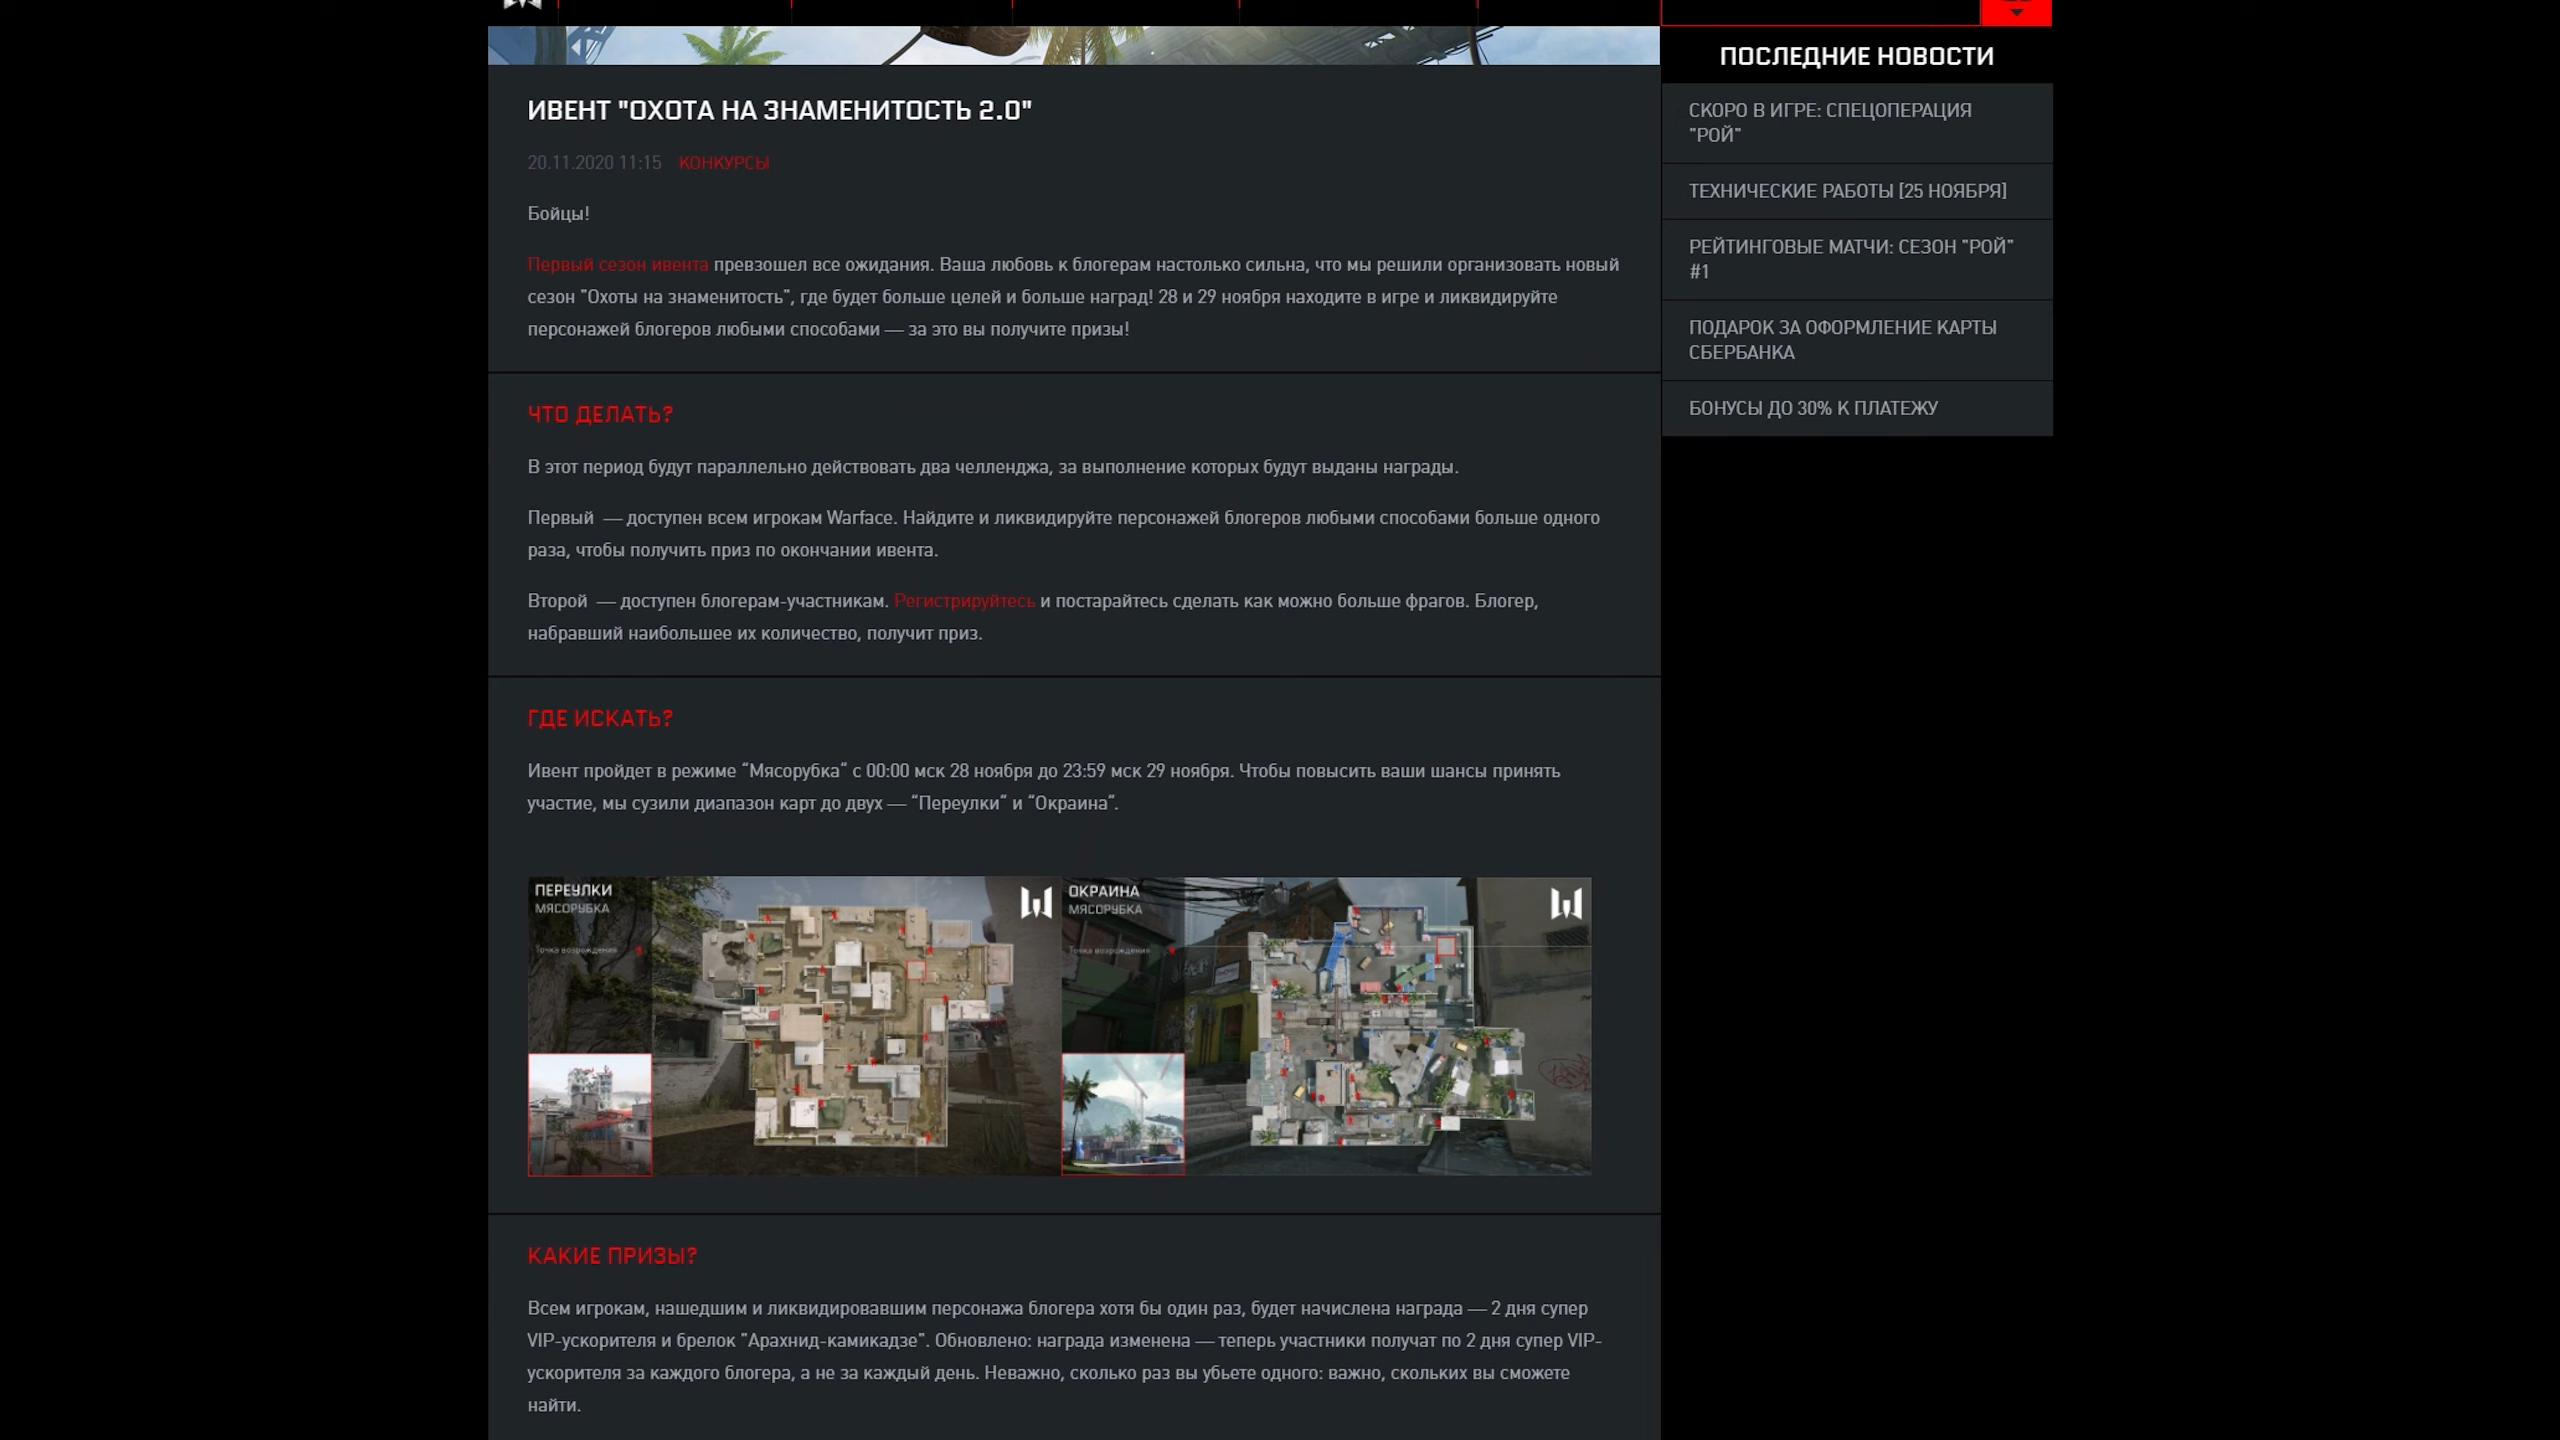 ИВЕНТ "ОХОТА НА ЗНАМЕНИТОСТЬ 2.0"
20.11.2020 11:15 КОНКУРСЫ
Бойцы!
Первый сезон ивента превзошел все ожидания. Ваша любовь к блогерам настолько сильна, что мы решили организовать новый
сезон "Охоты на знаменитость", где будет больше целей и больше наград! 28 и 29 ноября находите в игре и ликвидируйте
персонажей блогеров любыми способами — за это вы получите призы!
ЧТО ДЕЛАТЬ?
В этот период будут параллельно действовать два челленджа, за выполнение которых будут выданы награды.
Первый — доступен всем игрокам Warface. Найдите и ликвидируйте персонажей блогеров любыми способами больше одного
раза, чтобы получить приз по окончании ивента.
Второй — доступен блогерам-участникам. Регистрируйтесь и постарайтесь сделать как можно больше фрагов. Блогер,
набравший наибольшее их количество, получит приз.
ГДЕ ИСКАТЬ?
Ивент пройдет в режиме “Мясорубка“ с 00:00 мск 28 ноября до 23:59 мск 29 ноября. Чтобы повысить ваши шансы принять
участие, мы сузили диапазон карт до двух — “Переулки“ и “Окраина“.
ПЕРЕУЛКИ
МЯСОРУБКА
Точка возрождения
ОКРАИНА
МЯСОРУБКА
Точка возрождения
КАКИЕ ПРИЗЫ?
Всем игрокам, нашедшим и ликвидировавшим персонажа блогера хотя бы один раз, будет начислена награда — 2 дня супер
VIP-ускорителя и брелок "Арахнид-камикадзе". Обновлено: награда изменена — теперь участники получат по 2 дня супер VIP-
ускорителя за каждого блогера, а не за каждый день. Неважно, сколько раз вы убьете одного: важно, скольких вы сможете
найти.
ПОСЛЕДНИЕ НОВОСТИ
СКОРО В ИГРЕ: СПЕЦОПЕРАЦИЯ
"РОЙ"
ТЕХНИЧЕСКИЕ РАБОТЫ [25 НОЯБРЯ]
РЕЙТИНГОВЫЕ МАТЧИ: СЕЗОН "РОЙ"
#1
ПОДАРОК ЗА ОФОРМЛЕНИЕ КАРТЫ
СБЕРБАНКА
БОНУСЫ ДО 30% К ПЛАТЕЖУ